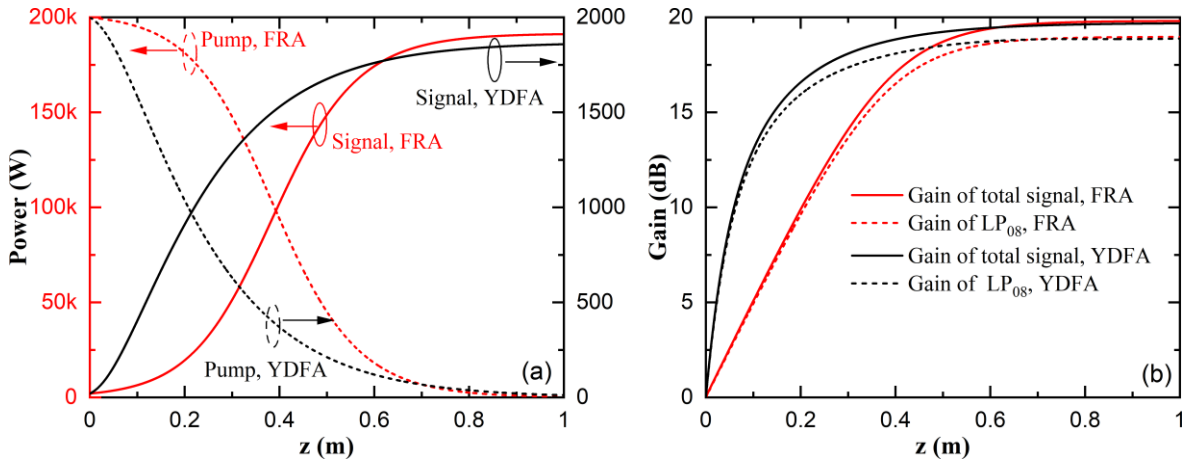 200k
150k
100k
50k
0
Power (W)
0
0.2
0.4
0.6
0.8
1
z (m)
2000
1500
1000
500
0
Pump, FRA
Signal, YDFA
Signal, FRA
Pump, YDFA
(a)
20
15
10
5
0
Gain (dB)
0
0.2
0.4
0.6
0.8
1
z (m)
Gain of total signal, FRA
Gain of LP₀₈, FRA
Gain of total signal, YDFA
Gain of LP₀₈, YDFA
(b)